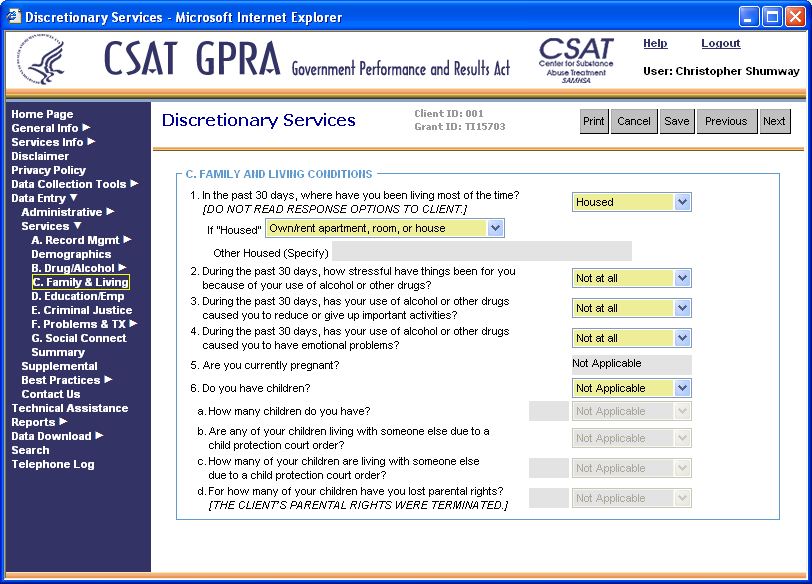 Discretionary Services - Microsoft Internet Explorer
CSAT GPRA Government Performance and Results Act
CSAT
Center for Substance
Abuse Treatment
SAMHSA
Help Logout
User: Christopher Shumway
Home Page
General Info
Services Info
Disclaimer
Privacy Policy
Data Collection Tools
Data Entry
Administrative
Services
A. Record Mgmt
Demographics
B. Drug/Alcohol
C. Family & Living
D. Education/Emp
E. Criminal Justice
F. Problems & TX
G. Social Connect
Summary
Supplemental
Best Practices
Contact Us
Technical Assistance
Reports
Data Download
Search
Telephone Log
Discretionary Services
Client ID: 001
Grant ID: TI15703
Print Cancel Save Previous Next
C. FAMILY AND LIVING CONDITIONS
1. In the past 30 days, where have you been living most of the time? Housed
[DO NOT READ RESPONSE OPTIONS TO CLIENT.]
If "Housed" Own/rent apartment, room, or house
Other Housed (Specify)
2. During the past 30 days, how stressful have things been for you
because of your use of alcohol or other drugs? Not at all
3. During the past 30 days, has your use of alcohol or other drugs
caused you to reduce or give up important activities? Not at all
4. During the past 30 days, has your use of alcohol or other drugs
caused you to have emotional problems? Not at all
5. Are you currently pregnant? Not Applicable
6. Do you have children? Not Applicable
a. How many children do you have? Not Applicable
b. Are any of your children living with someone else due to a
child protection court order? Not Applicable
c. How many of your children are living with someone else
due to a child protection court order? Not Applicable
d. For how many of your children have you lost parental rights? Not Applicable
[THE CLIENT'S PARENTAL RIGHTS WERE TERMINATED.]